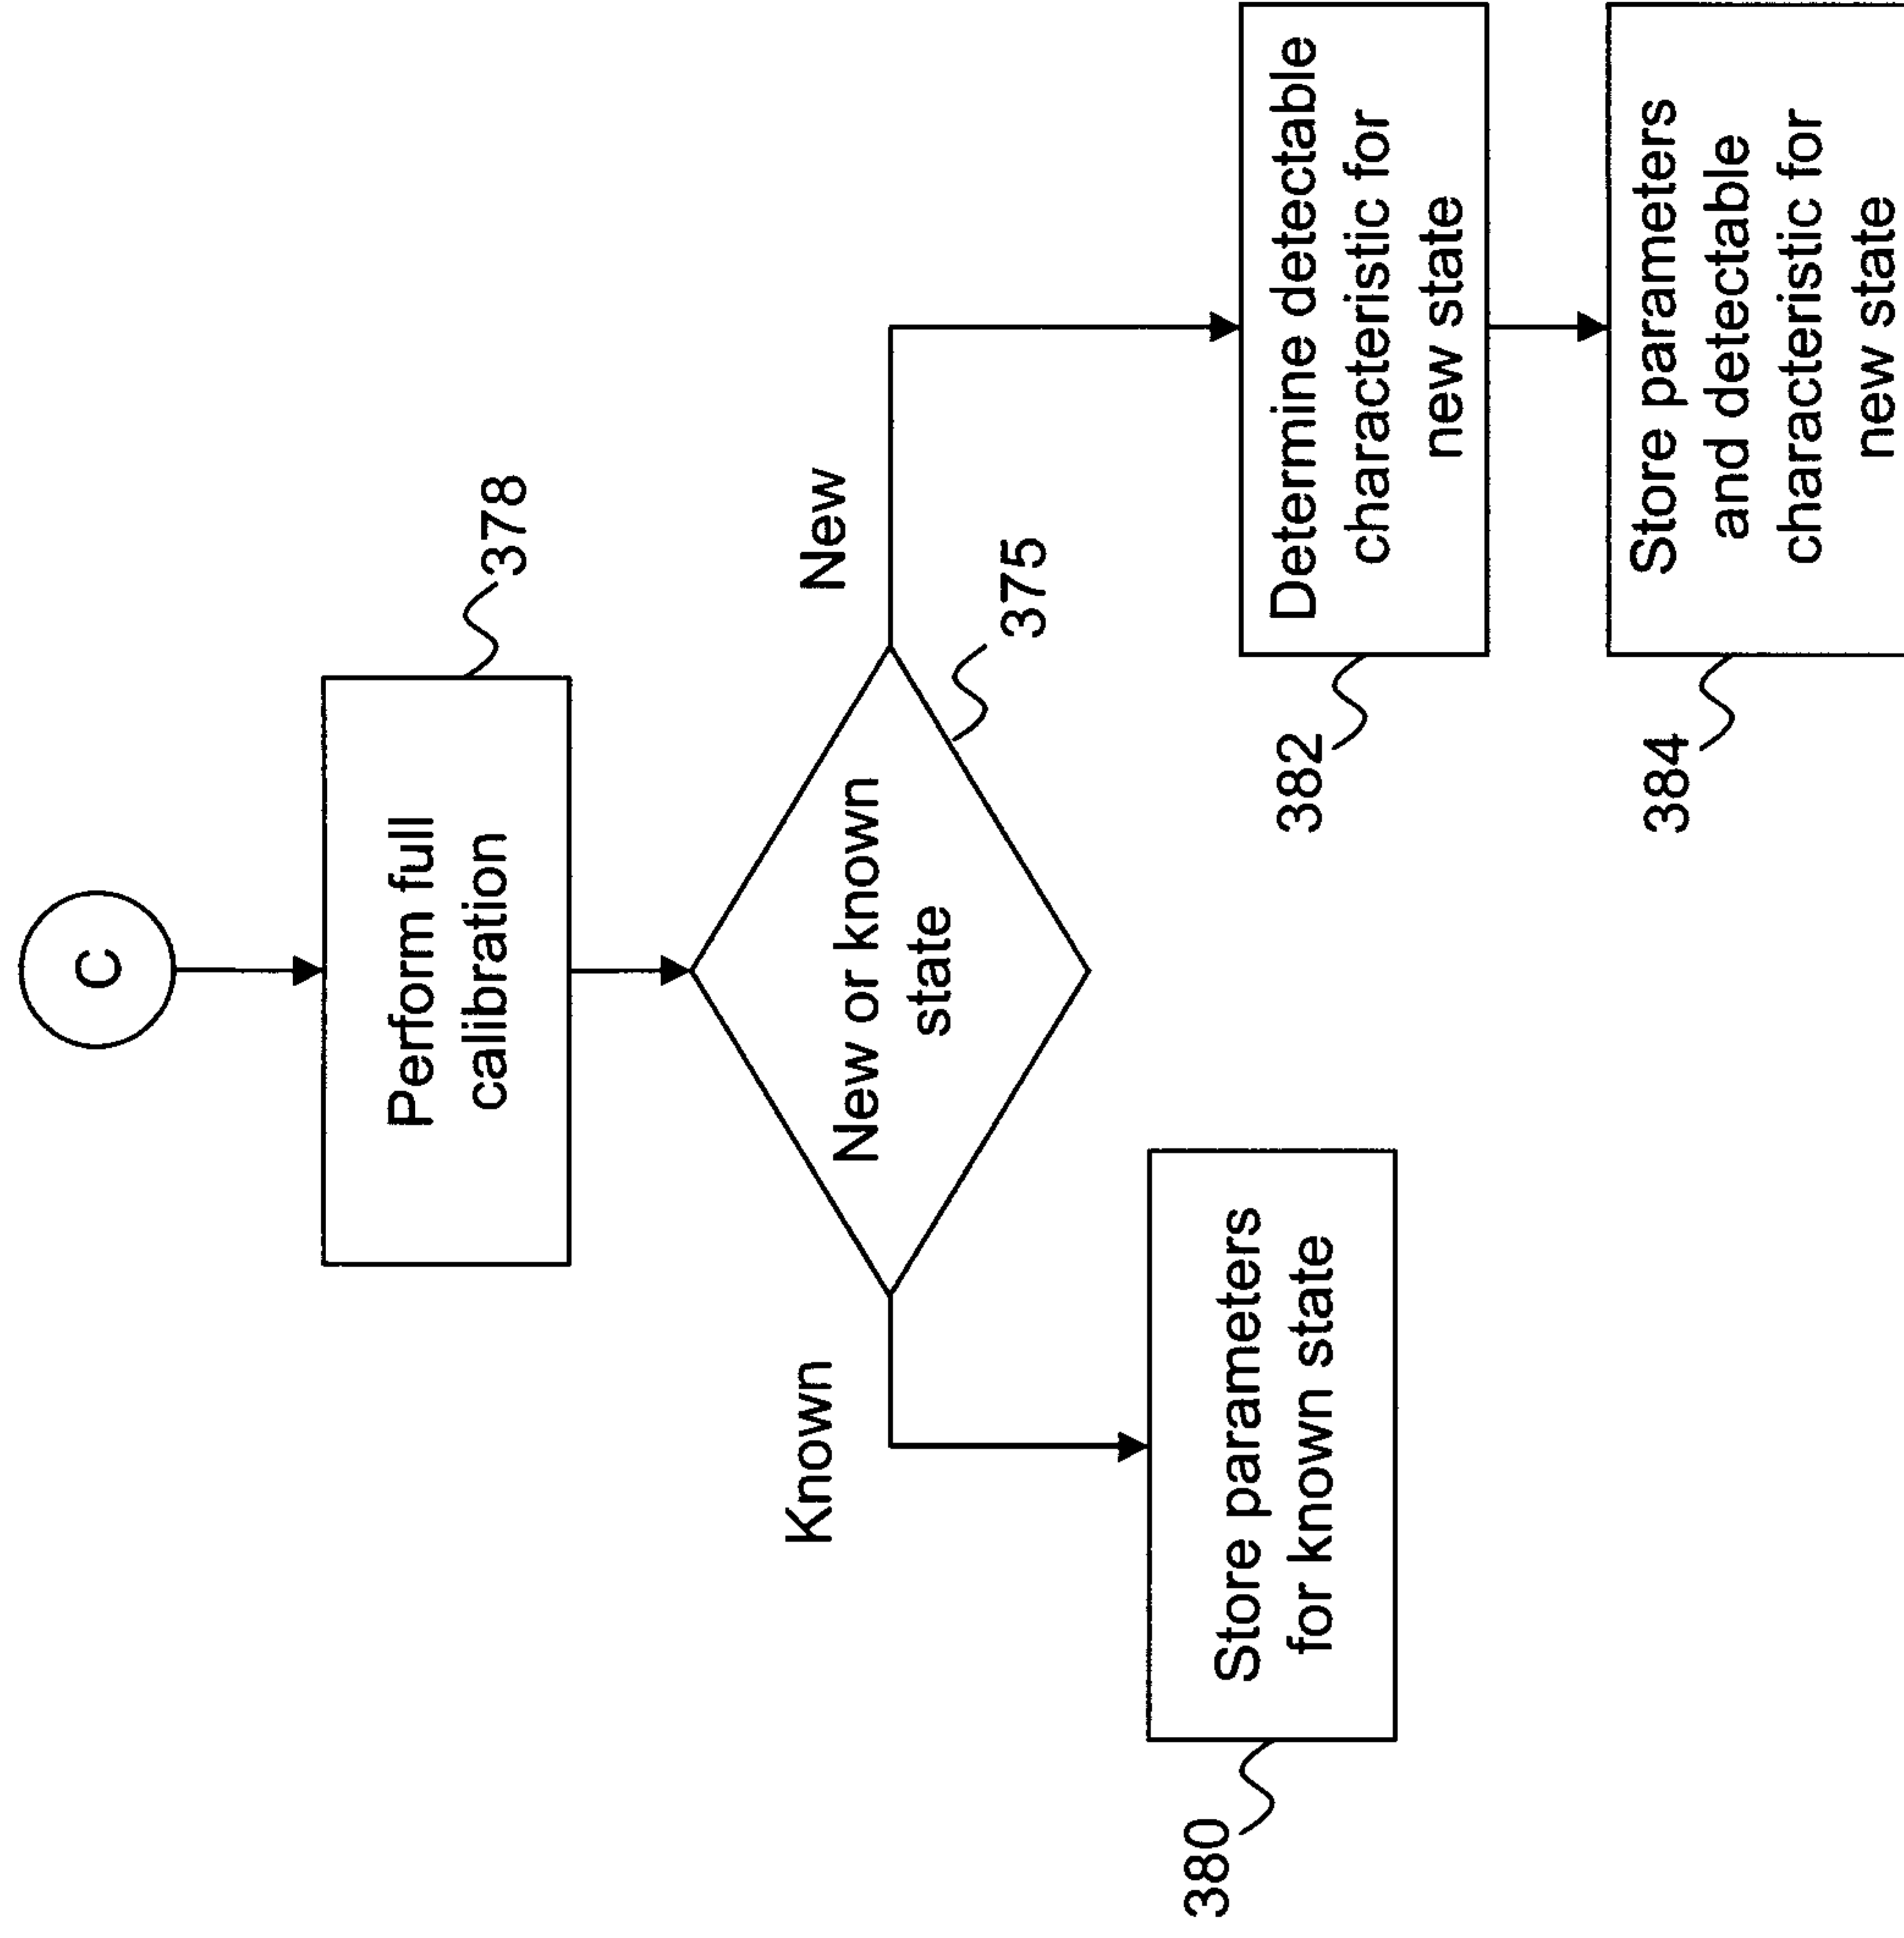 C
Perform full
calibration
378
New or known
state
375
Known
New
Store parameters
for known state
380
Determine detectable
characteristic for
new state
382
Store parameters
and detectable
characteristic for
new state
384